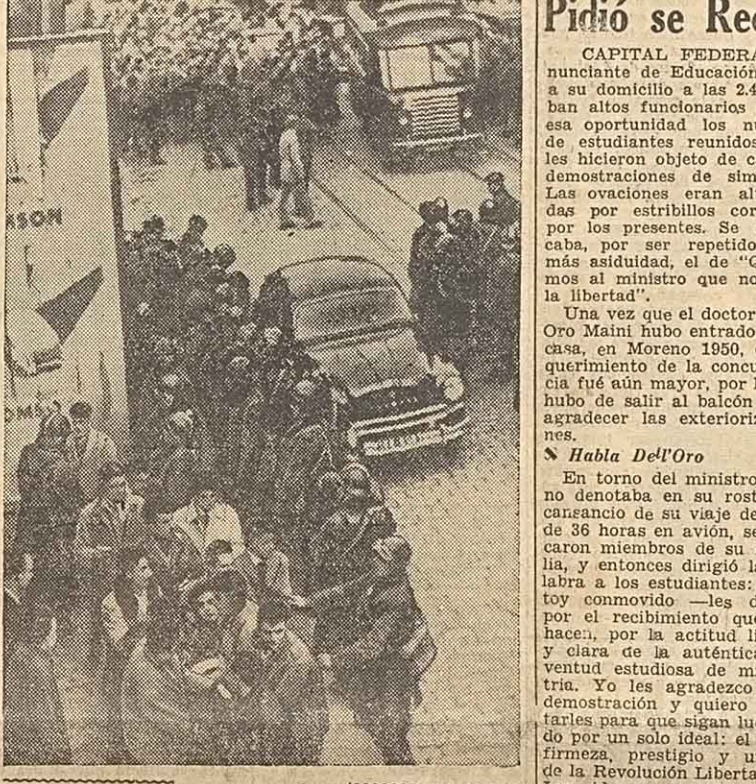 Pidió se Rec
CAPITAL FEDERA
nunciante de Educación
a su domicilio a las 2.4
ban altos funcionarios
esa oportunidad los nu
de estudiantes reunidos
les hicieron objeto de c
demostraciones de sim
Las ovaciones eran al
das por estribillos cor
por los presentes. Se
caba, por ser repetido
más asiduidad, el de "G
mos al ministro que no
la libertad".
Una vez que el doctor
Oro Maini hubo entrado
casa, en Moreno 1950,
querimiento de la concu
cia fué aún mayor, por l
hubo de salir al balcón
agradecer las exterioriz
nes.
Habla Dell'Oro
En torno del ministro
no denotaba en su rost
cansancio de su viaje de
de 36 horas en avión, se
caron miembros de su
lia, y entonces dirigió la
labra a los estudiantes:
toy conmovido —les d
por el recibimiento que
hacen, por la actitud li
y clara de la auténtica
ventud estudiosa de m
tria. Yo les agradezco
demostración y quiero
tarles para que sigan luc
do por un solo ideal: el
firmeza, prestigio y
de la Revolución Liberta